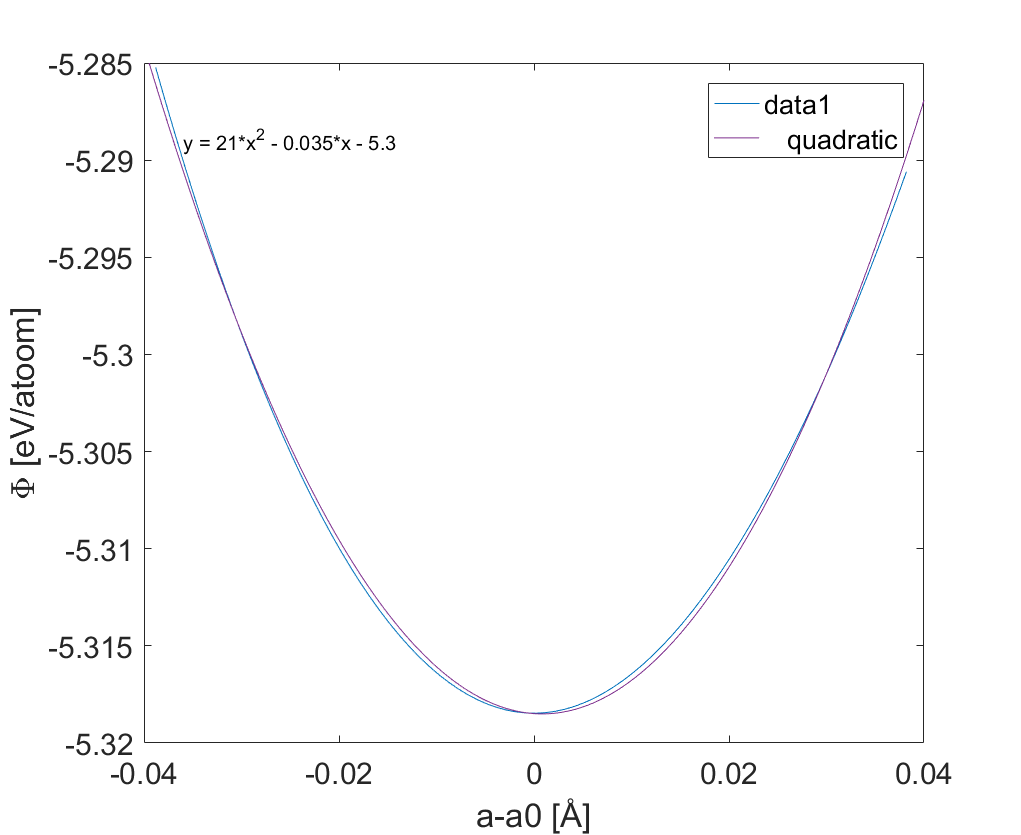 -5.285
-5.29
-5.295
-5.3
-5.305
-5.31
-5.315
-5.32
-0.04
-0.02
0
0.02
0.04
a-a0 [Å]
Φ [eV/atoom]
y = 21*x² - 0.035*x - 5.3
data1
quadratic